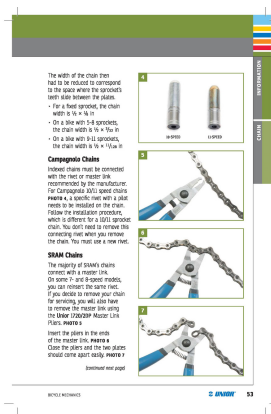 The width of the chain then
had to be reduced to correspond
to the space where the sprocket's
teeth slide between the plates.
• For a fixed sprocket, the chain
width is ½ × ⅛ in
• On a bike with 5-8 sprockets,
the chain width is ½ × 3/32 in
• On a bike with 9-11 sprockets,
the chain width is ½ × 11/128 in
Campagnolo Chains
Indexed chains must be connected
with the rivet or master link
recommended by the manufacturer.
For Campagnolo 10/11 speed chains
PHOTO 4, a specific rivet with a pilot
needs to be installed on the chain.
Follow the installation procedure,
which is different for a 10/11 sprocket
chain. You don't need to remove this
connecting rivet when you remove
the chain. You must use a new rivet.
SRAM Chains
The majority of SRAM's chains
connect with a master link.
On some 7- and 8-speed models,
you can reinsert the same rivet.
If you decide to remove your chain
for servicing, you will also have
to remove the master link using
the Unior 1720/2DP Master Link
Pliers. PHOTO 5
Insert the pliers in the ends
of the master link. PHOTO 6
Close the pliers and the two plates
should come apart easily. PHOTO 7
(continued next page)
4
10 SPEED
11 SPEED
5
6
7
INFORMATION
CHAIN
BICYCLE MECHANICS
UNIOR
53